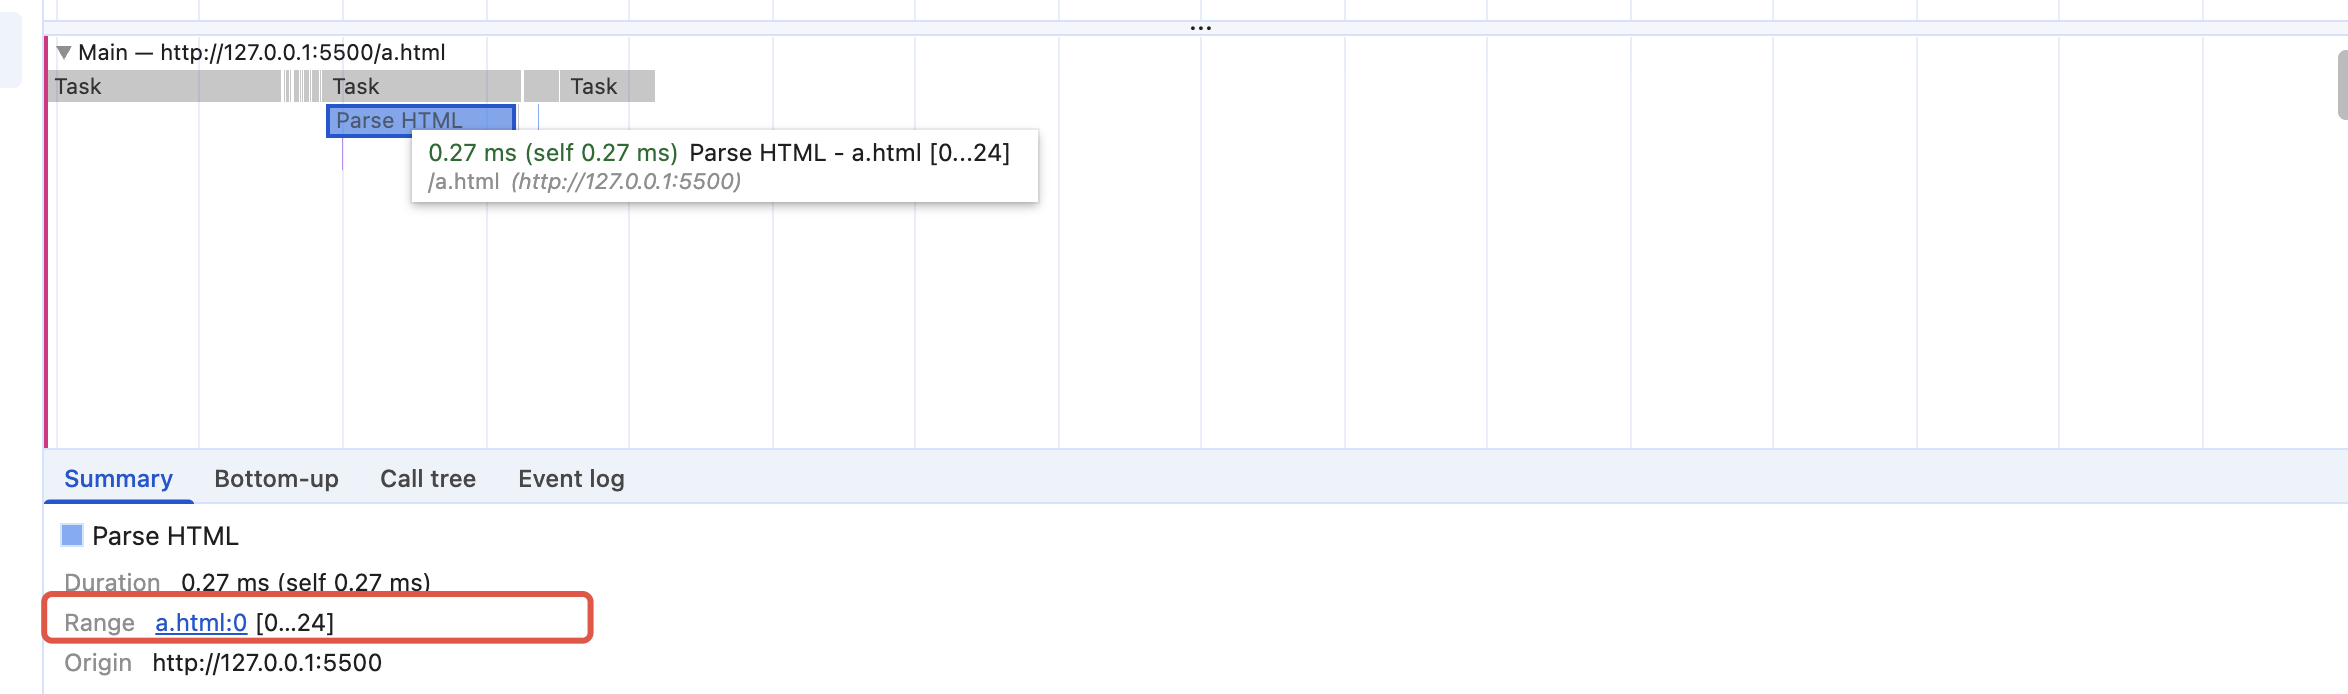 ...
Main — http://127.0.0.1:5500/a.html
Task Task Task
Parse HTML
0.27 ms (self 0.27 ms) Parse HTML - a.html [0...24]
/a.html (http://127.0.0.1:5500)
Summary Bottom-up Call tree Event log
Parse HTML
Duration 0.27 ms (self 0.27 ms)
Range a.html:0 [0...24]
Origin http://127.0.0.1:5500